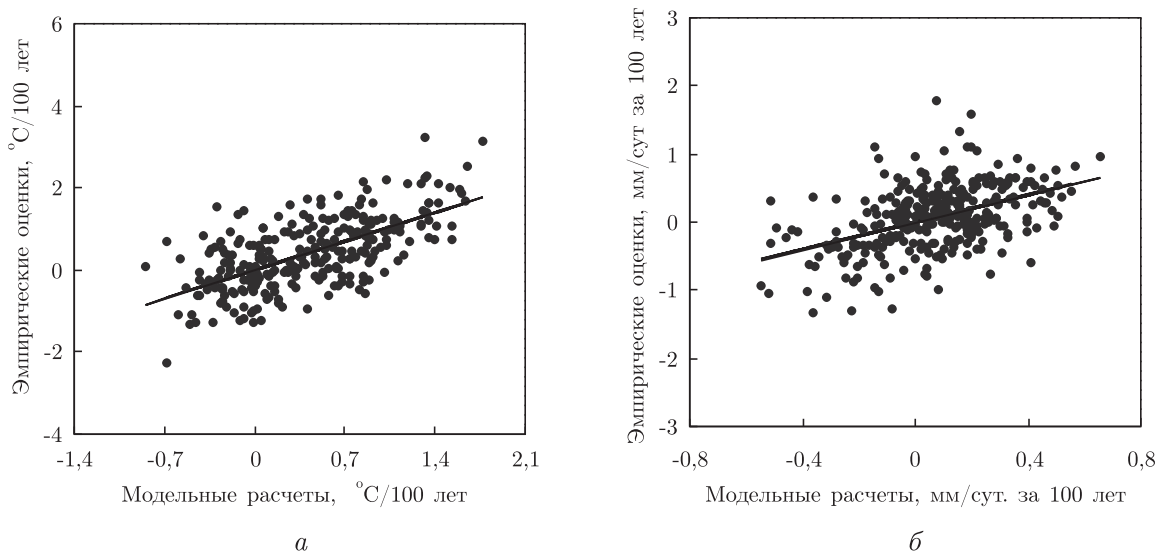 Эмпирические оценки, °C/100 лет
6
4
2
0
-2
-4
-1,4 -0,7 0 0,7 1,4 2,1
Модельные расчеты, °C/100 лет
а
Эмпирические оценки, мм/сут за 100 лет
3
2
1
0
-1
-2
-3
-0,8 -0,4 0 0,4 0,8
Модельные расчеты, мм/сут. за 100 лет
б